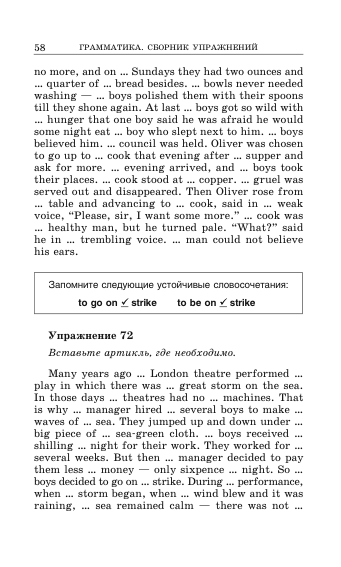 58 ГРАММАТИКА. СБОРНИК УПРАЖНЕНИЙ
no more, and on ... Sundays they had two ounces and
... quarter of ... bread besides. ... bowls never needed
washing — ... boys polished them with their spoons
till they shone again. At last ... boys got so wild with
... hunger that one boy said he was afraid he would
some night eat ... boy who slept next to him. ... boys
believed him. ... council was held. Oliver was chosen
to go up to ... cook that evening after ... supper and
ask for more. ... evening arrived, and ... boys took
their places. ... cook stood at ... copper. ... gruel was
served out and disappeared. Then Oliver rose from
... table and advancing to ... cook, said in ... weak
voice, “Please, sir, I want some more.” ... cook was
... healthy man, but he turned pale. “What?” said
he in ... trembling voice. ... man could not believe
his ears.
Запомните следующие устойчивые словосочетания:
to go on ✓ strike to be on ✓ strike
Упражнение 72
Вставьте артикль, где необходимо.
Many years ago ... London theatre performed ...
play in which there was ... great storm on the sea.
In those days ... theatres had no ... machines. That
is why ... manager hired ... several boys to make ...
waves of ... sea. They jumped up and down under ...
big piece of ... sea-green cloth. ... boys received ...
shilling ... night for their work. They worked for ...
several weeks. But then ... manager decided to pay
them less ... money — only sixpence ... night. So ...
boys decided to go on ... strike. During ... performance,
when ... storm began, when ... wind blew and it was
raining, ... sea remained calm — there was not ...